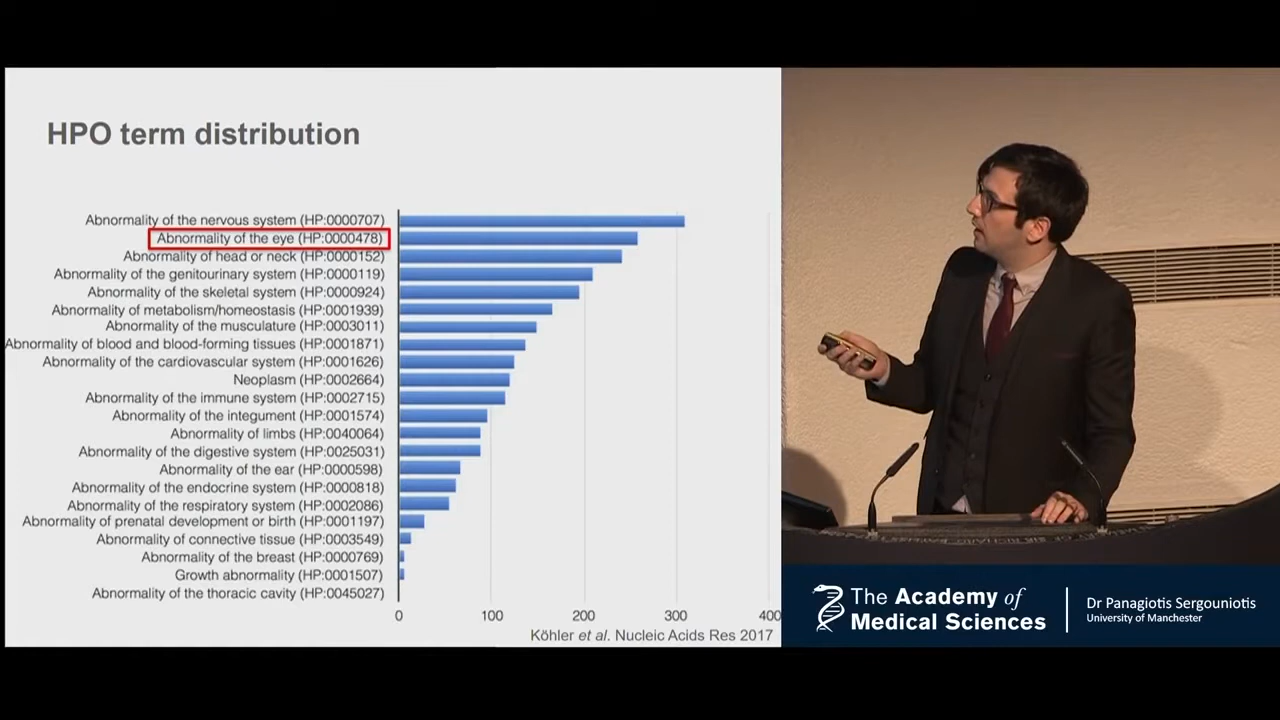 HPO term distribution
Abnormality of the nervous system (HP:0000707)
Abnormality of the eye (HP:0000478)
Abnormality of head or neck (HP:0000152)
Abnormality of the genitourinary system (HP:0000119)
Abnormality of the skeletal system (HP:0000924)
Abnormality of metabolism/homeostasis (HP:0001939)
Abnormality of the musculature (HP:0003011)
Abnormality of blood and blood-forming tissues (HP:0001871)
Abnormality of the cardiovascular system (HP:0001626)
Neoplasm (HP:0002664)
Abnormality of the immune system (HP:0002715)
Abnormality of the integument (HP:0001574)
Abnormality of limbs (HP:0040064)
Abnormality of the digestive system (HP:0025031)
Abnormality of the ear (HP:0000598)
Abnormality of the endocrine system (HP:0000818)
Abnormality of the respiratory system (HP:0002086)
Abnormality of prenatal development or birth (HP:0001197)
Abnormality of connective tissue (HP:0003549)
Abnormality of the breast (HP:0000769)
Growth abnormality (HP:0001507)
Abnormality of the thoracic cavity (HP:0045027)
0 100 200 300 400
Köhler et al. Nucleic Acids Res 2017
The Academy of
Medical Sciences
Dr Panagiotis Sergouniotis
University of Manchester